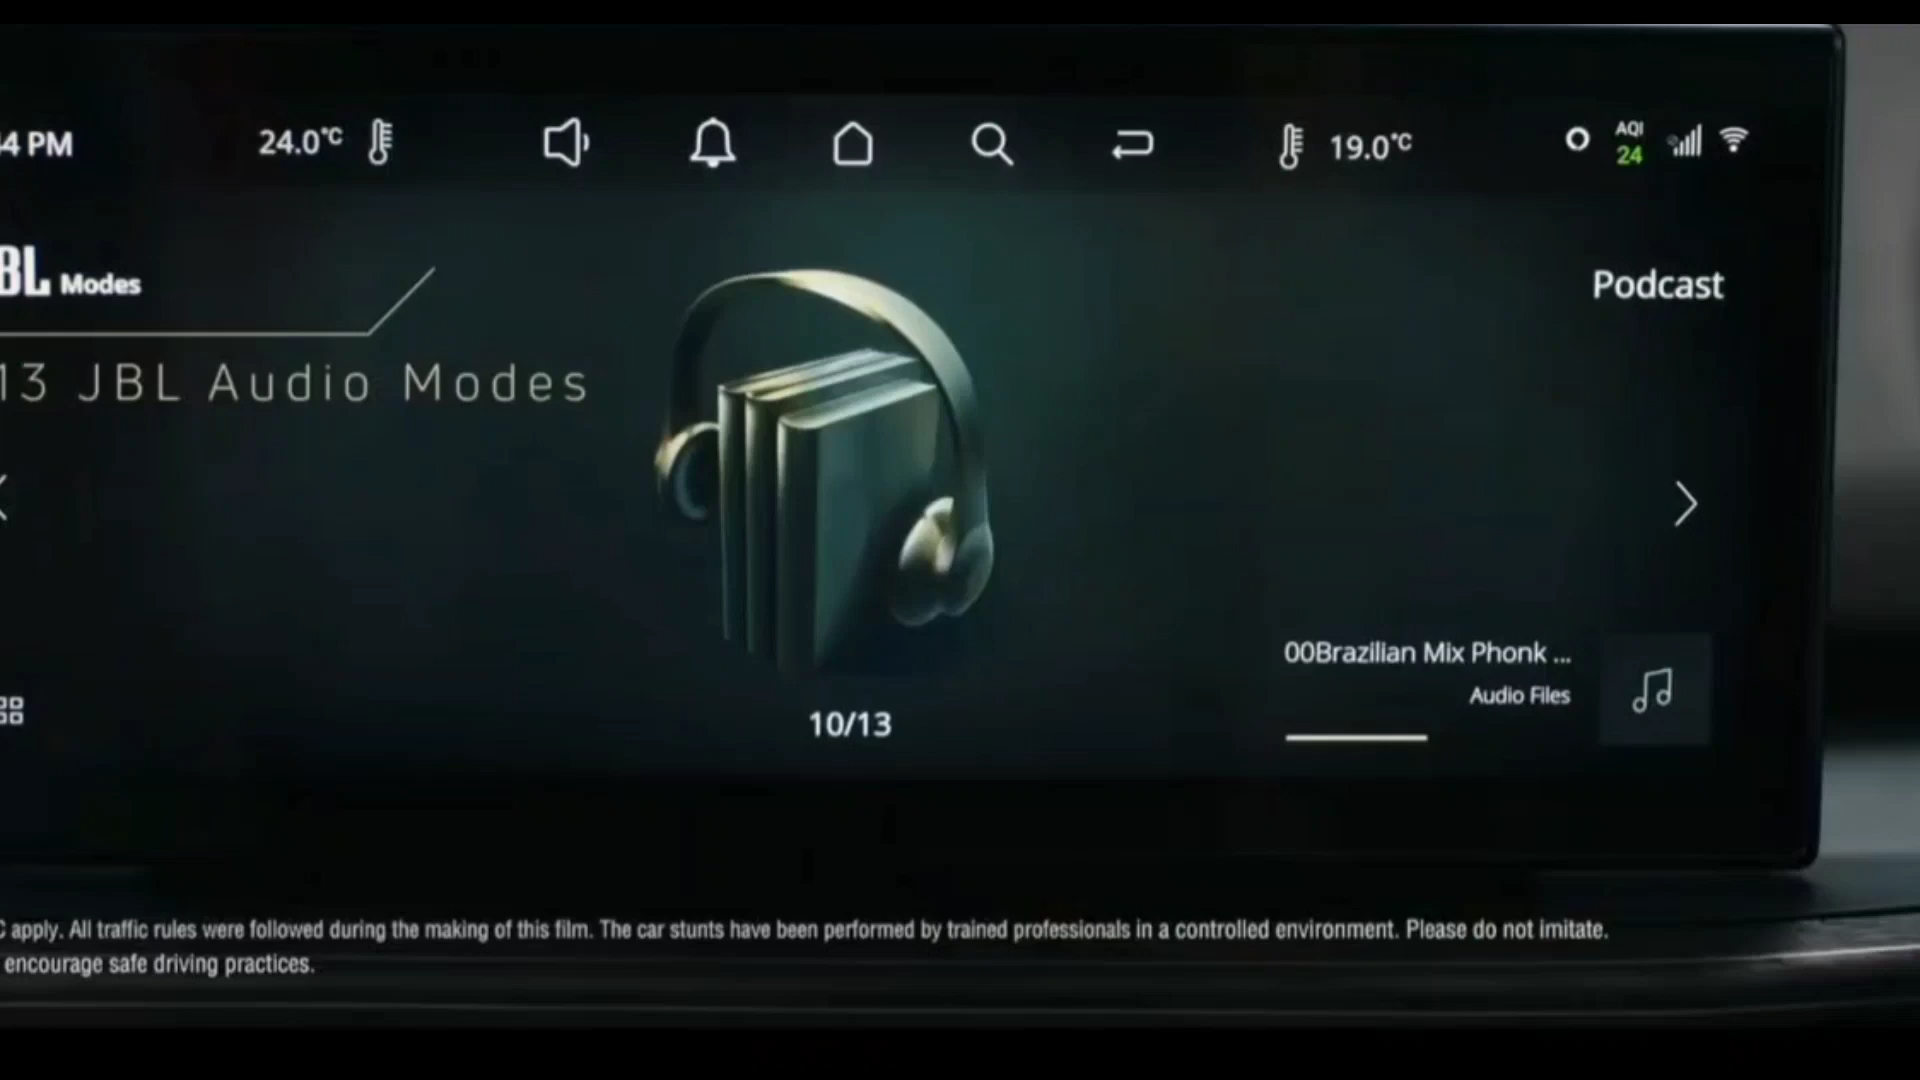 44 PM
24.0°C
19.0°C
AQI
24
BL Modes
Podcast
13 JBL Audio Modes
00Brazilian Mix Phonk ...
Audio Files
10/13
C apply. All traffic rules were followed during the making of this film. The car stunts have been performed by trained professionals in a controlled environment. Please do not imitate.
encourage safe driving practices.